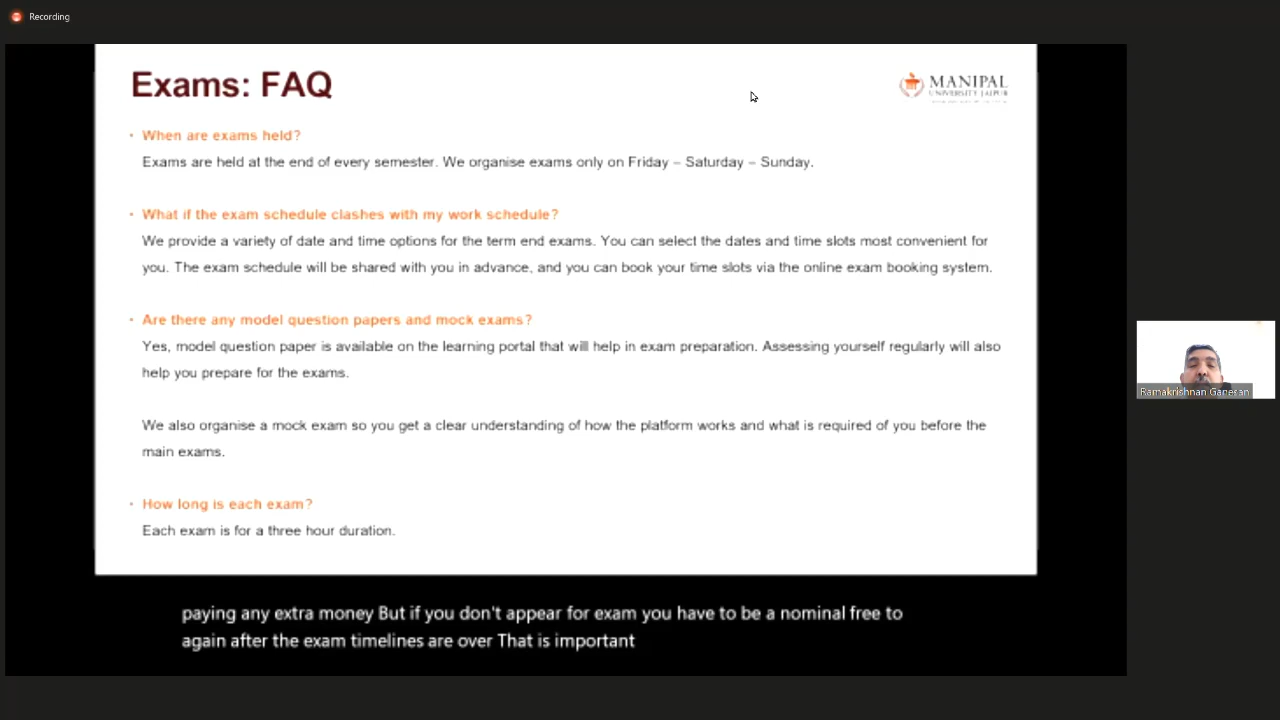 Recording
Exams: FAQ
MANIPAL
UNIVERSITY JAIPUR
• When are exams held?
Exams are held at the end of every semester. We organise exams only on Friday – Saturday – Sunday.
• What if the exam schedule clashes with my work schedule?
We provide a variety of date and time options for the term end exams. You can select the dates and time slots most convenient for
you. The exam schedule will be shared with you in advance, and you can book your time slots via the online exam booking system.
• Are there any model question papers and mock exams?
Yes, model question paper is available on the learning portal that will help in exam preparation. Assessing yourself regularly will also
help you prepare for the exams.
We also organise a mock exam so you get a clear understanding of how the platform works and what is required of you before the
main exams.
• How long is each exam?
Each exam is for a three hour duration.
Ramakrishnan Ganesan
paying any extra money But if you don't appear for exam you have to be a nominal free to
again after the exam timelines are over That is important